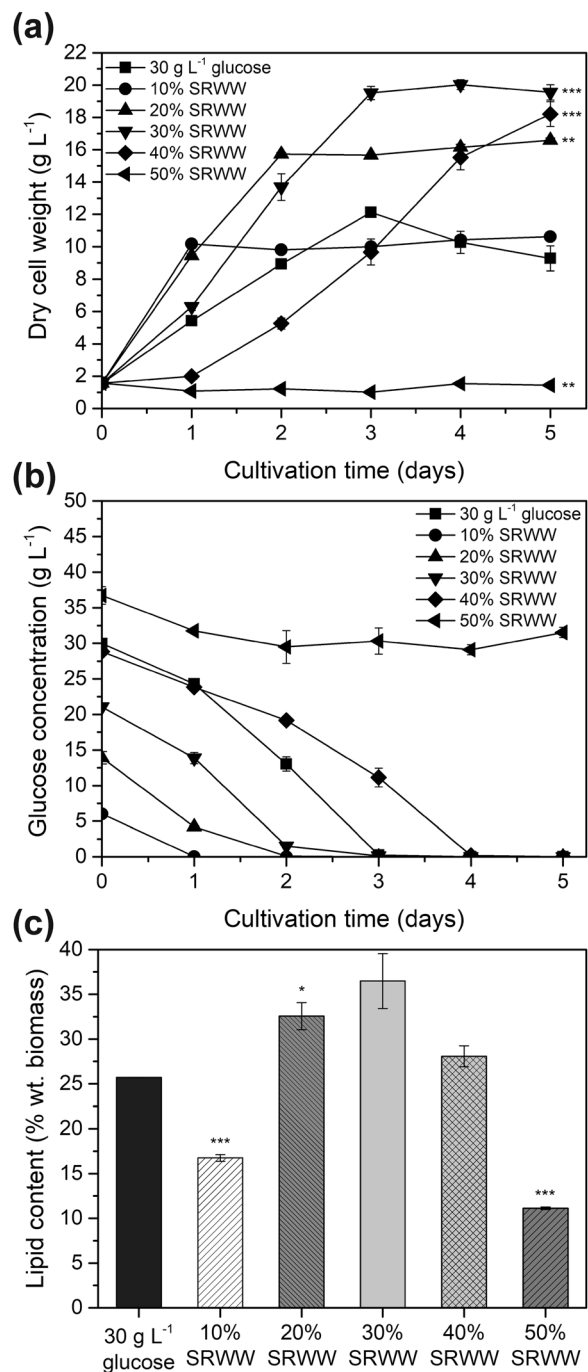 (a)
30 g L⁻¹ glucose
10% SRWW
20% SRWW
30% SRWW
40% SRWW
50% SRWW
***
***
**
**
22
20
18
16
14
12
10
8
6
4
2
0
Dry cell weight (g L⁻¹)
0 1 2 3 4 5
Cultivation time (days)
(b)
30 g L⁻¹ glucose
10% SRWW
20% SRWW
30% SRWW
40% SRWW
50% SRWW
50
45
40
35
30
25
20
15
10
5
0
Glucose concentration (g L⁻¹)
0 1 2 3 4 5
Cultivation time (days)
(c)
40
35
30
25
20
15
10
5
0
Lipid content (% wt. biomass)
*
***
***
30 g L⁻¹ glucose
10% SRWW
20% SRWW
30% SRWW
40% SRWW
50% SRWW